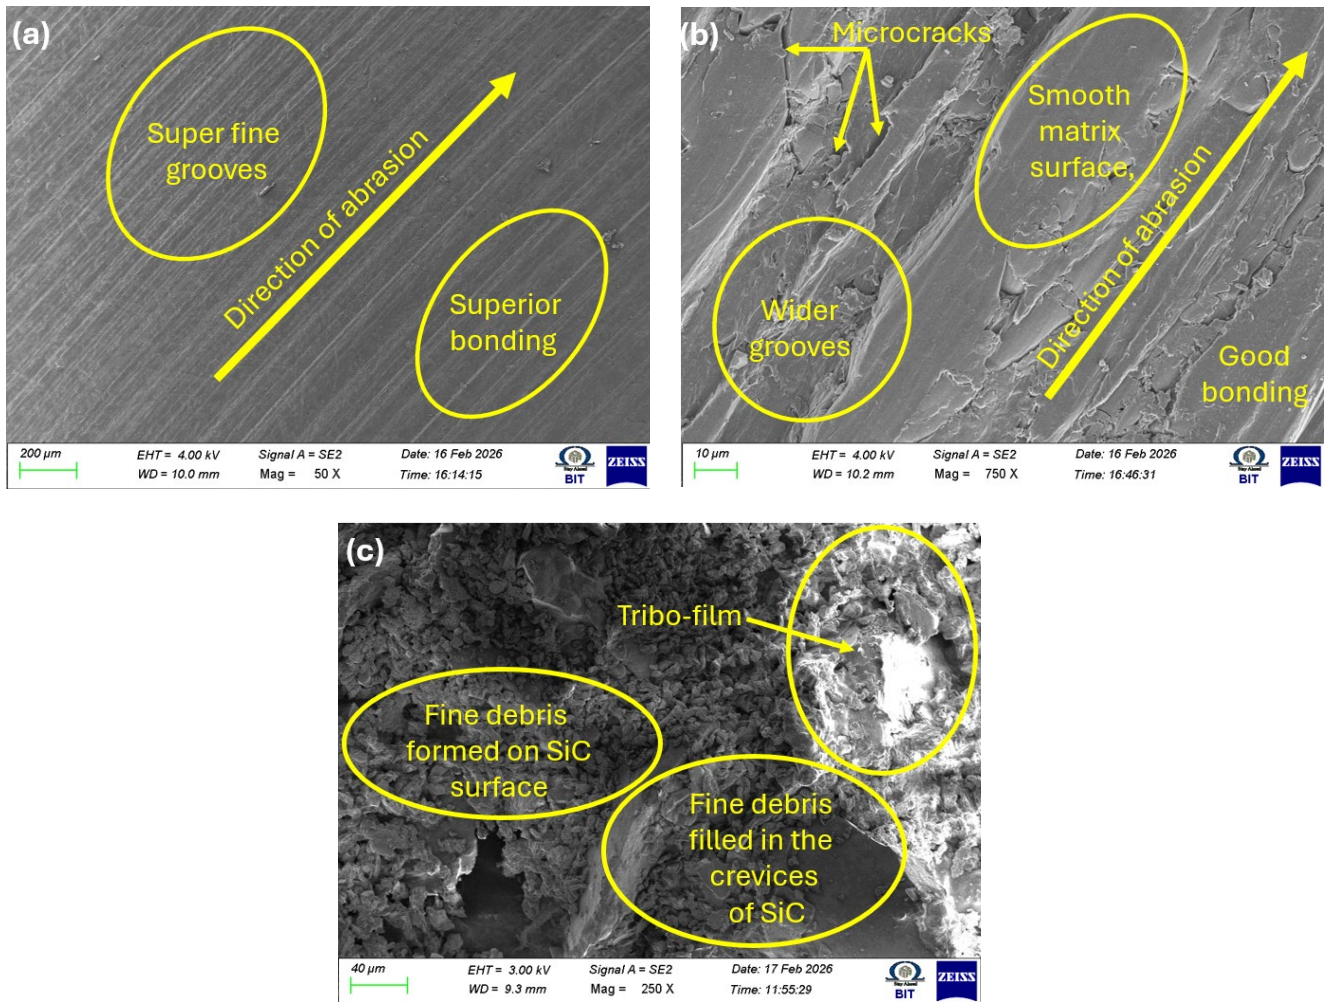 (a)
Super fine
grooves
Direction of abrasion
Superior
bonding
200 µm
EHT = 4.00 kV
WD = 10.0 mm
Signal A = SE2
Mag = 50 X
Date: 16 Feb 2026
Time: 16:14:15
BIT
ZEISS
(b)
Microcracks
Smooth
matrix
surface,
Direction of abrasion
Wider
grooves
Good
bonding
10 µm
EHT = 4.00 kV
WD = 10.2 mm
Signal A = SE2
Mag = 750 X
Date: 16 Feb 2026
Time: 16:46:31
BIT
ZEISS
(c)
Tribo-film
Fine debris
formed on SiC
surface
Fine debris
filled in the
crevices
of SiC
40 µm
EHT = 3.00 kV
WD = 9.3 mm
Signal A = SE2
Mag = 250 X
Date: 17 Feb 2026
Time: 11:55:29
BIT
ZEISS